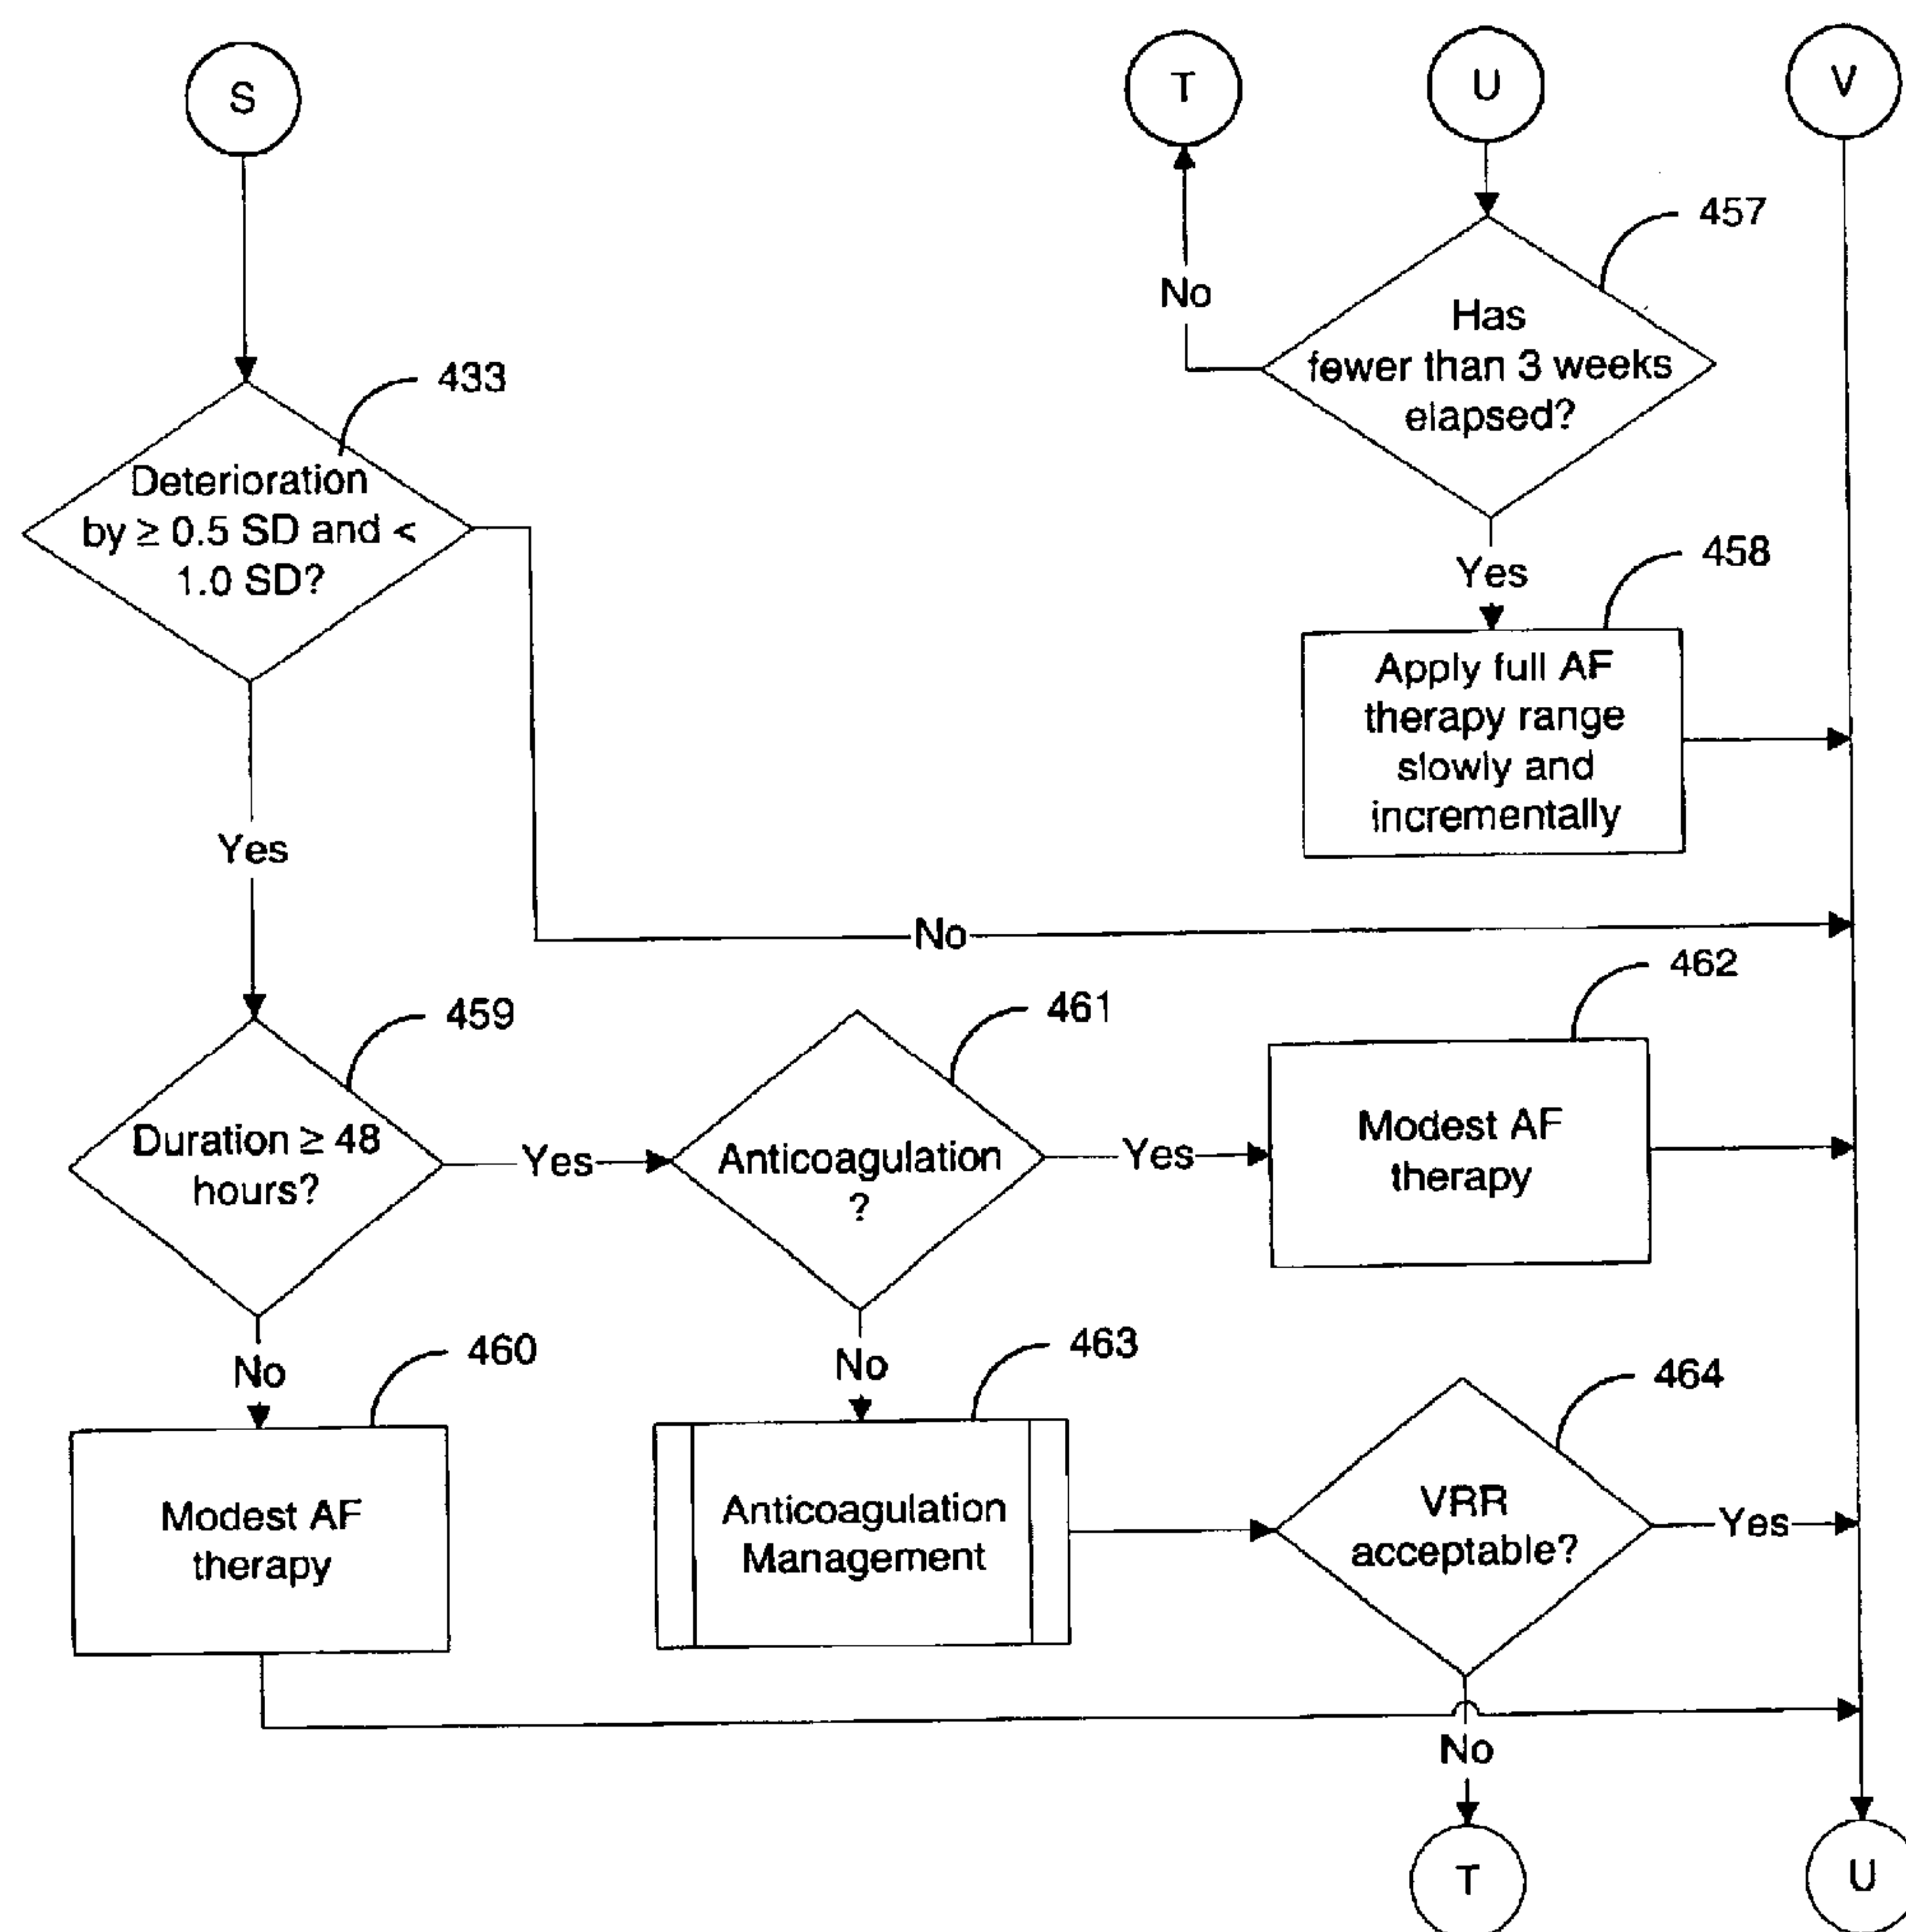 S
T
U
V
457
Has
fewer than 3 weeks
elapsed?
No
433
Deterioration
by ≥ 0.5 SD and <
1.0 SD?
Yes
458
Apply full AF
therapy range
slowly and
incrementally
Yes
No
462
459
461
Duration ≥ 48
hours?
Yes
Anticoagulation
?
Yes
Modest AF
therapy
No
460
No
463
464
Modest AF
therapy
Anticoagulation
Management
VRR
acceptable?
Yes
No
T
U